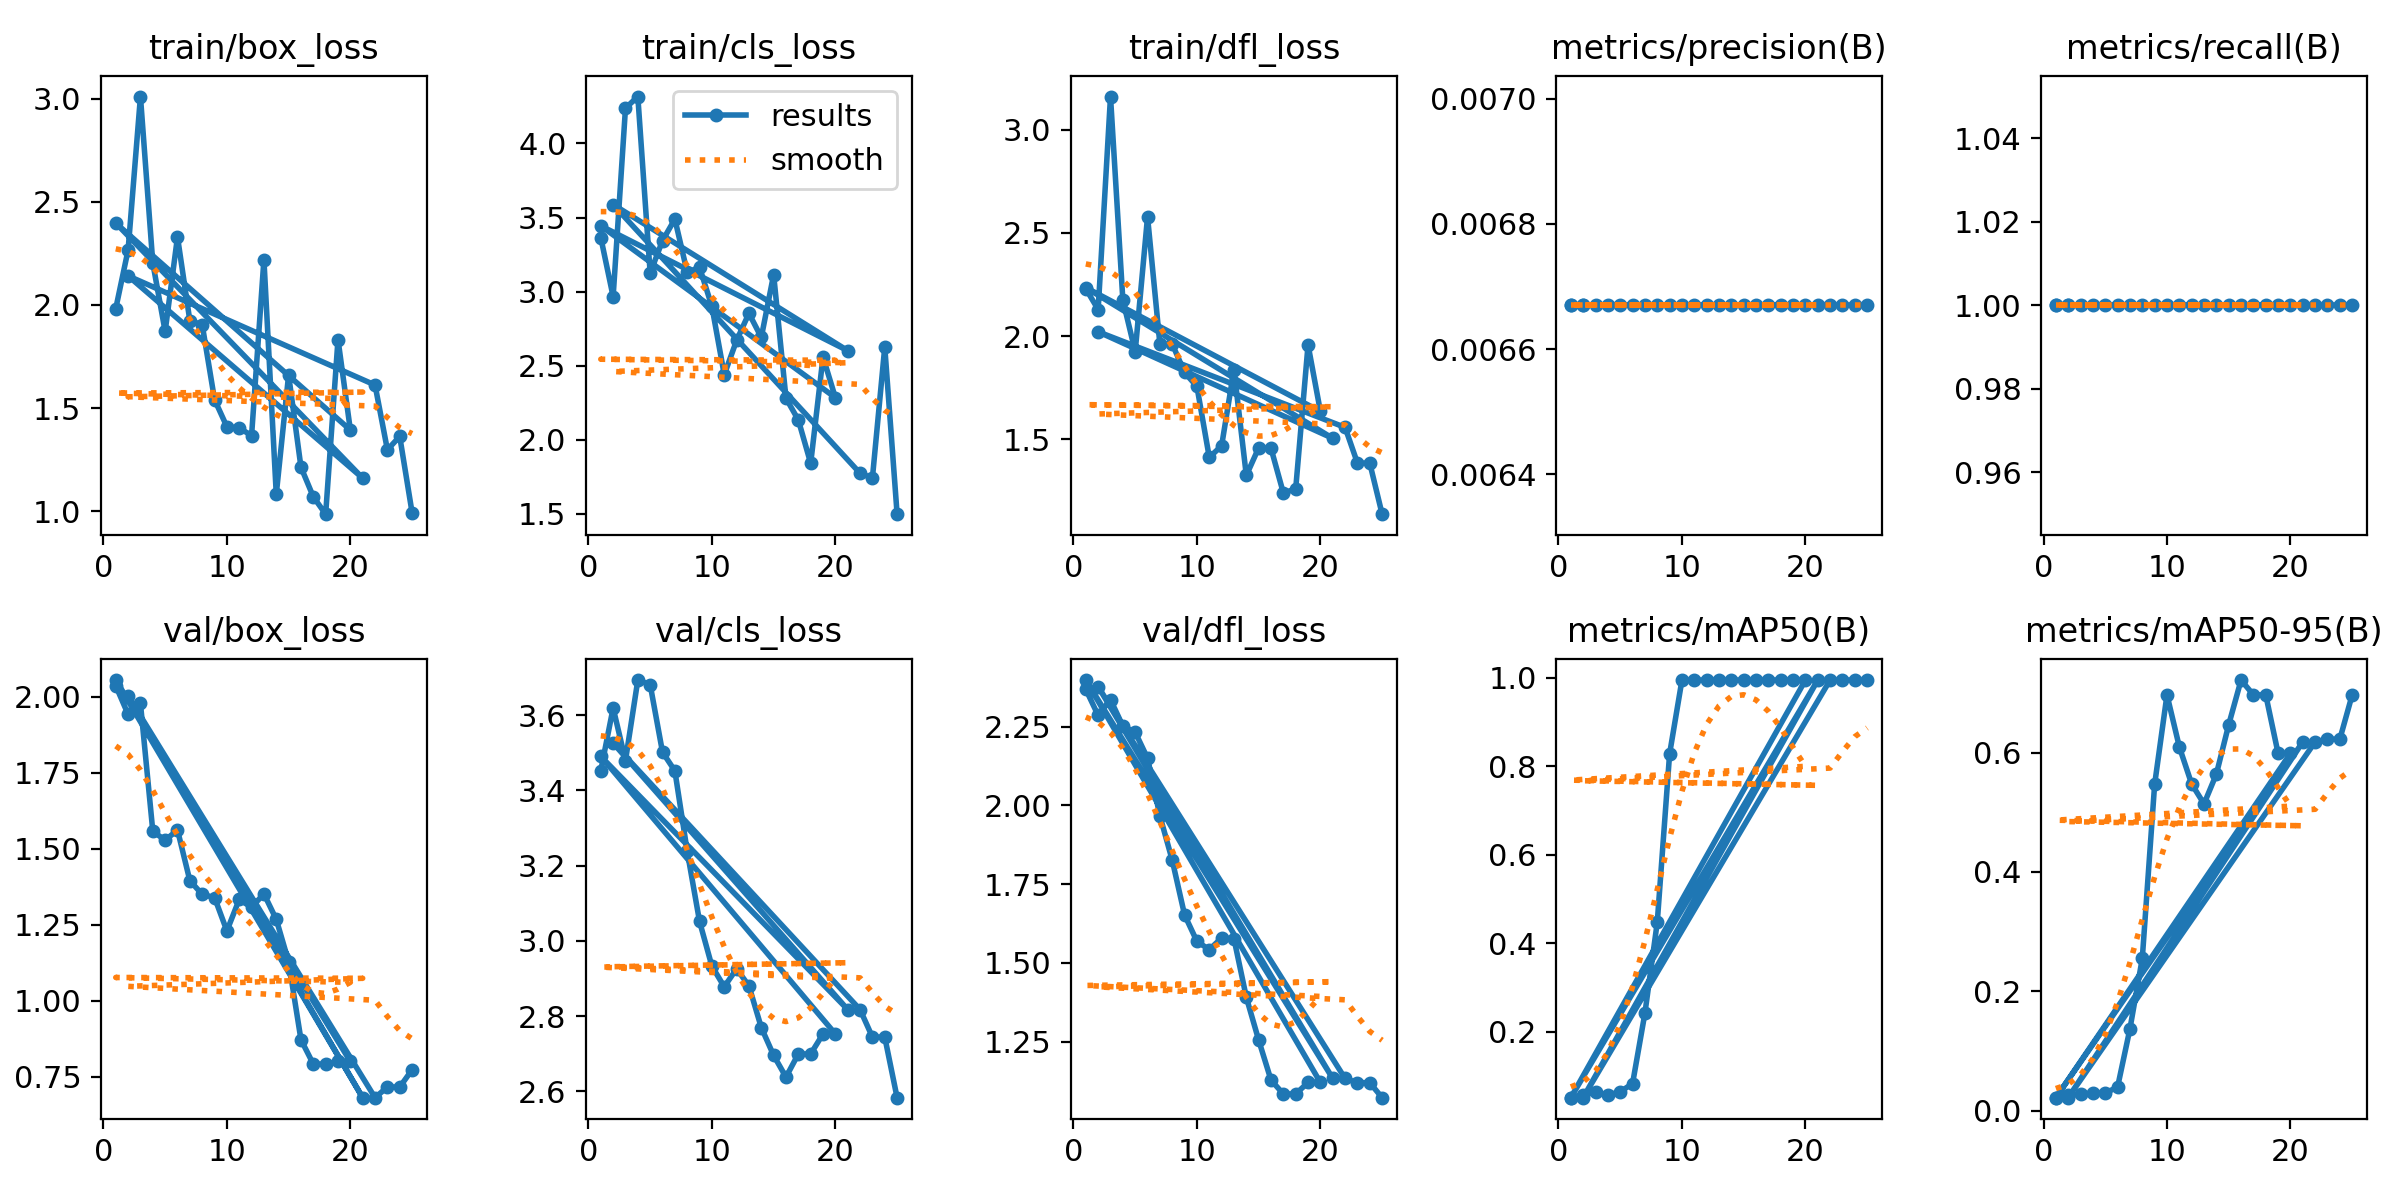 train/box_loss
3.0
2.5
2.0
1.5
1.0
0 10 20
train/cls_loss
results
smooth
4.0
3.5
3.0
2.5
2.0
1.5
0 10 20
train/dfl_loss
3.0
2.5
2.0
1.5
0 10 20
metrics/precision(B)
0.0070
0.0068
0.0066
0.0064
0 10 20
metrics/recall(B)
1.04
1.02
1.00
0.98
0.96
0 10 20
val/box_loss
2.00
1.75
1.50
1.25
1.00
0.75
0 10 20
val/cls_loss
3.6
3.4
3.2
3.0
2.8
2.6
0 10 20
val/dfl_loss
2.25
2.00
1.75
1.50
1.25
0 10 20
metrics/mAP50(B)
1.0
0.8
0.6
0.4
0.2
0 10 20
metrics/mAP50-95(B)
0.6
0.4
0.2
0.0
0 10 20